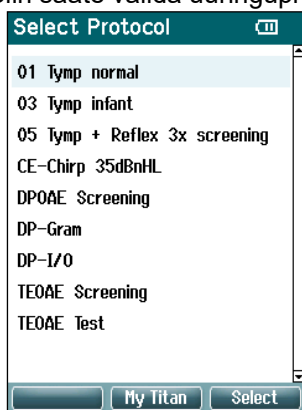 Select Protocol
01 Tymp normal
03 Tymp infant
05 Tymp + Reflex 3x screening
CE-Chirp 35dBnHL
DPOAE Screening
DP-Gram
DP-I/O
TEOAE Screening
TEOAE Test
My Titan
Select